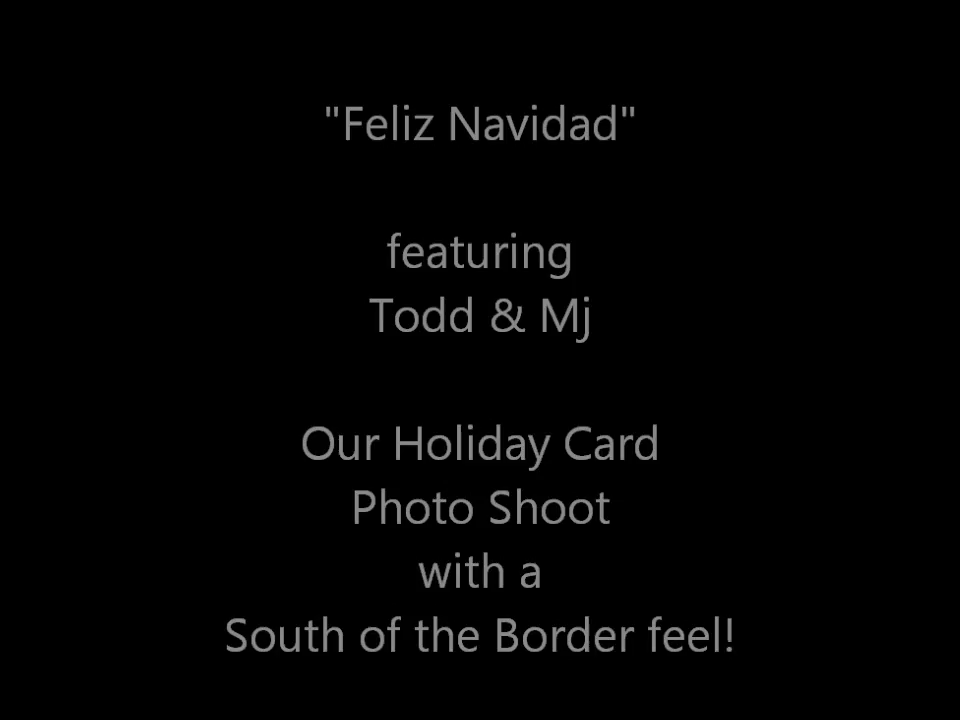 "Feliz Navidad"
featuring
Todd & Mj
Our Holiday Card
Photo Shoot
with a
South of the Border feel!